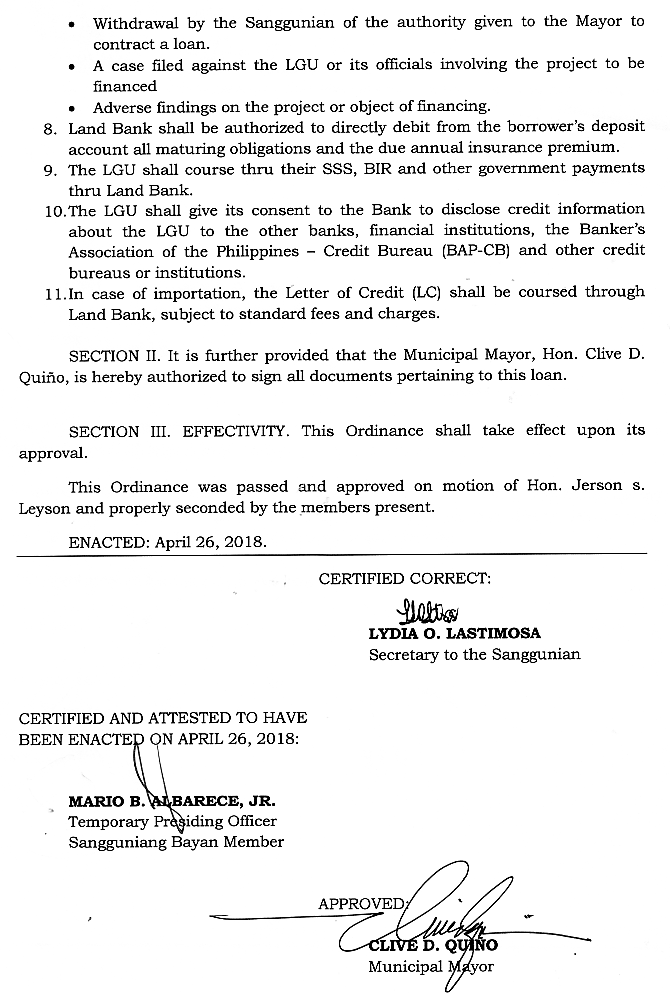 • Withdrawal by the Sanggunian of the authority given to the Mayor to
contract a loan.
• A case filed against the LGU or its officials involving the project to be
financed
• Adverse findings on the project or object of financing.
8. Land Bank shall be authorized to directly debit from the borrower's deposit
account all maturing obligations and the due annual insurance premium.
9. The LGU shall course thru their SSS, BIR and other government payments
thru Land Bank.
10.The LGU shall give its consent to the Bank to disclose credit information
about the LGU to the other banks, financial institutions, the Banker's
Association of the Philippines – Credit Bureau (BAP-CB) and other credit
bureaus or institutions.
11.In case of importation, the Letter of Credit (LC) shall be coursed through
Land Bank, subject to standard fees and charges.
SECTION II. It is further provided that the Municipal Mayor, Hon. Clive D.
Quiño, is hereby authorized to sign all documents pertaining to this loan.
SECTION III. EFFECTIVITY. This Ordinance shall take effect upon its
approval.
This Ordinance was passed and approved on motion of Hon. Jerson s.
Leyson and properly seconded by the members present.
ENACTED: April 26, 2018.
CERTIFIED CORRECT:
LYDIA O. LASTIMOSA
Secretary to the Sanggunian
CERTIFIED AND ATTESTED TO HAVE
BEEN ENACTED ON APRIL 26, 2018:
MARIO B. ALBARECE, JR.
Temporary Presiding Officer
Sangguniang Bayan Member
APPROVED:
CLIVE D. QUIÑO
Municipal Mayor